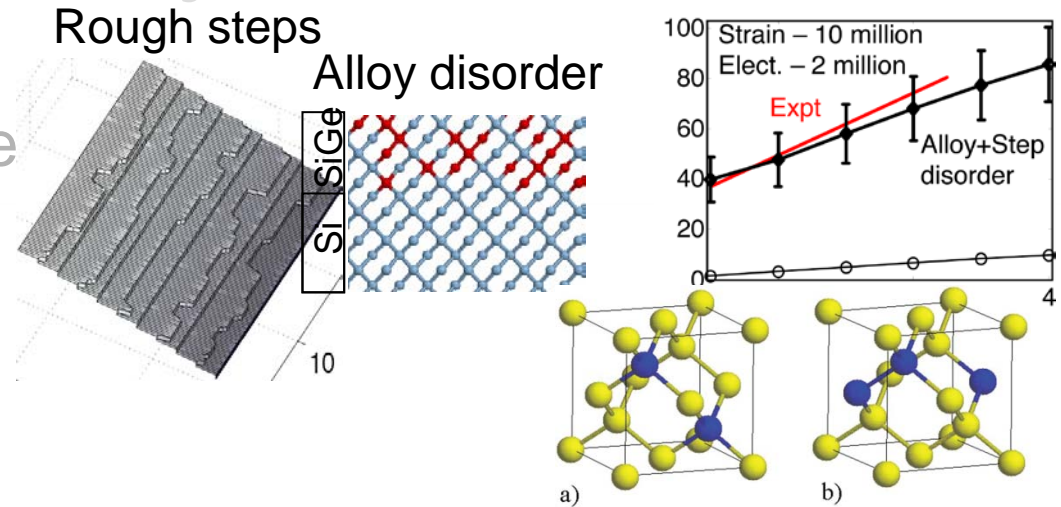 Rough steps
Alloy disorder
e
SiGe
Si
10
100
80
60
40
20
0
4
Strain – 10 million
Elect. – 2 million
Expt
Alloy+Step
disorder
a)
b)